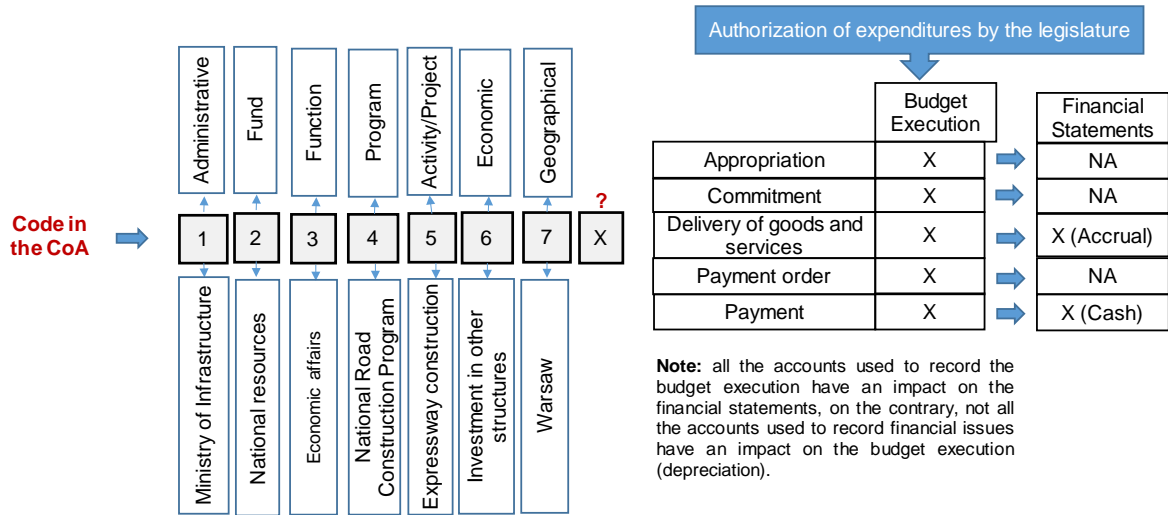 Code in
the CoA
Administrative
Fund
Function
Program
Activity/Project
Economic
Geographical
?
1
2
3
4
5
6
7
X
Ministry of Infrastructure
National resources
Economic affairs
National Road
Construction Program
Expressway construction
Investment in other
structures
Warsaw
Authorization of expenditures by the legislature
Budget
Execution
Financial
Statements
Appropriation
X
NA
Commitment
X
NA
Delivery of goods and
services
X
X (Accrual)
Payment order
X
NA
Payment
X
X (Cash)
Note: all the accounts used to record the
budget execution have an impact on the
financial statements, on the contrary, not all
the accounts used to record financial issues
have an impact on the budget execution
(depreciation).